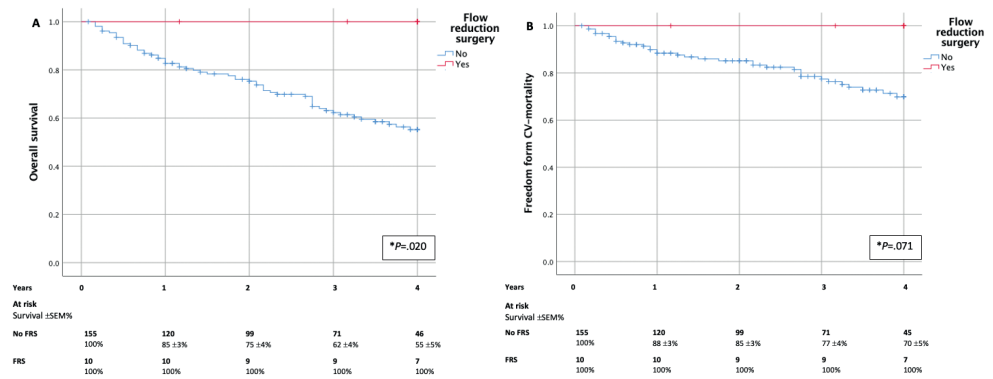 A
Flow
reduction
surgery
No
Yes
Overall survival
1.0
0.8
0.6
0.4
0.2
0.0
*P=.020
Years 0 1 2 3 4
At risk
Survival ±SEM%
No FRS 155 120 99 71 46
100% 85 ±3% 75 ±4% 62 ±4% 55 ±5%
FRS 10 10 9 9 7
100% 100% 100% 100% 100%
B
Flow
reduction
surgery
No
Yes
Freedom form CV-mortality
1.0
0.8
0.6
0.4
0.2
0.0
*P=.071
Years 0 1 2 3 4
At risk
Survival ±SEM%
No FRS 155 120 99 71 45
100% 88 ±3% 85 ±3% 77 ±4% 70 ±5%
FRS 10 10 9 9 7
100% 100% 100% 100% 100%